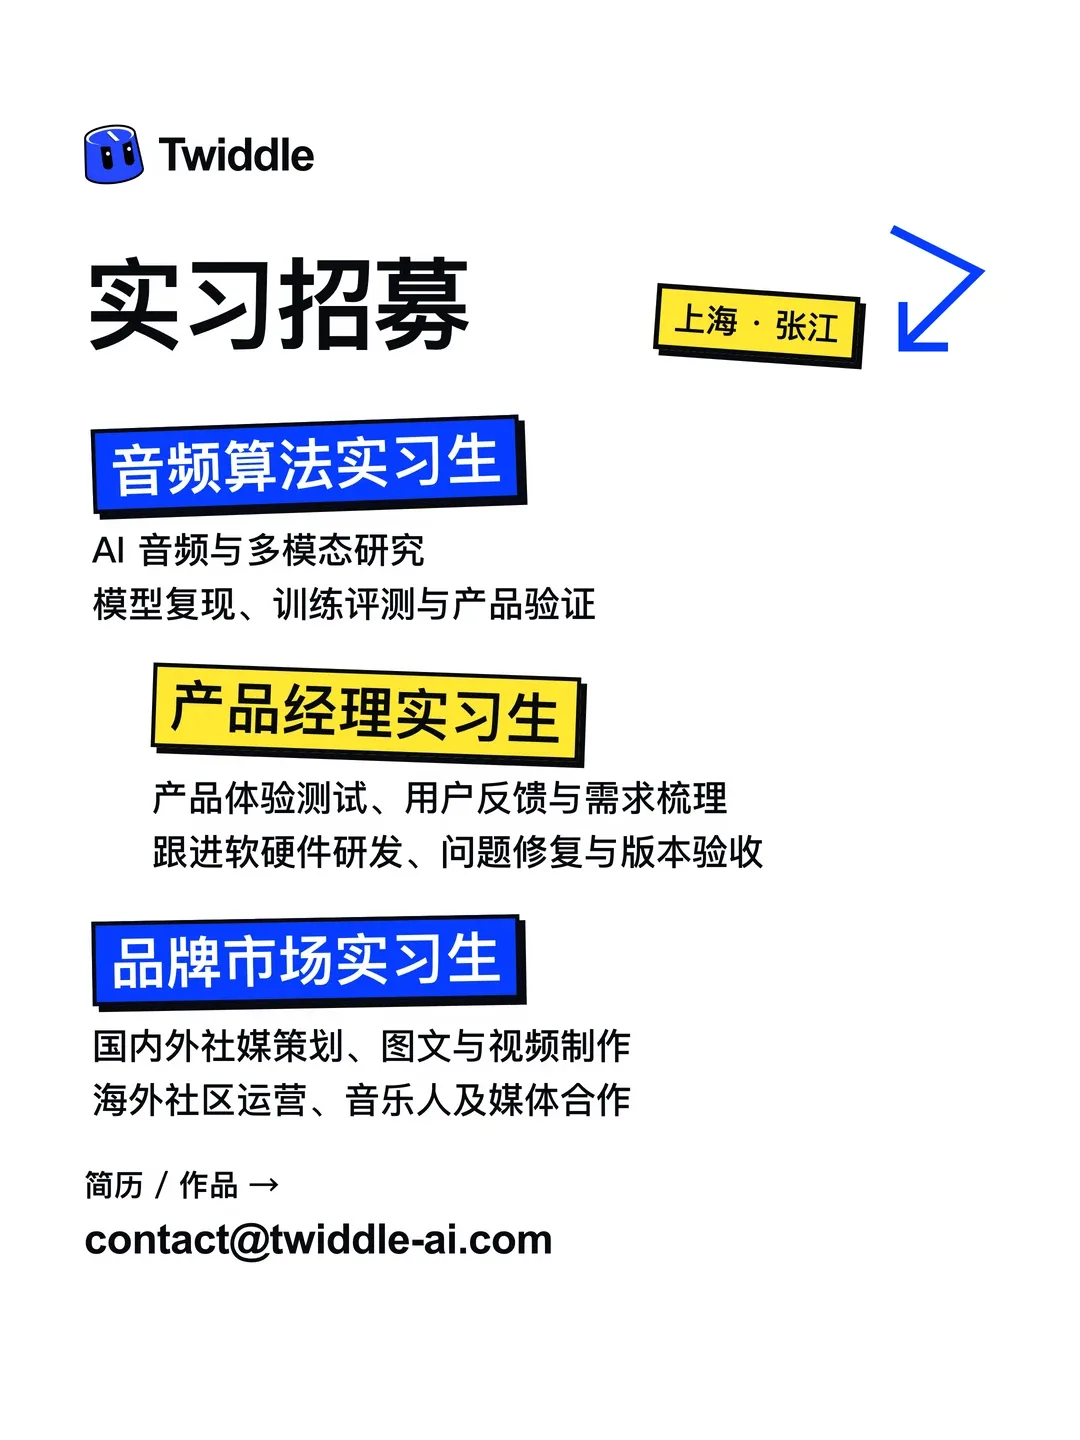 Twiddle
实习招募
上海 · 张江
音频算法实习生
AI 音频与多模态研究
模型复现、训练评测与产品验证
产品经理实习生
产品体验测试、用户反馈与需求梳理
跟进软硬件研发、问题修复与版本验收
品牌市场实习生
国内外社媒策划、图文与视频制作
海外社区运营、音乐人及媒体合作
简历 / 作品 →
contact@twiddle-ai.com